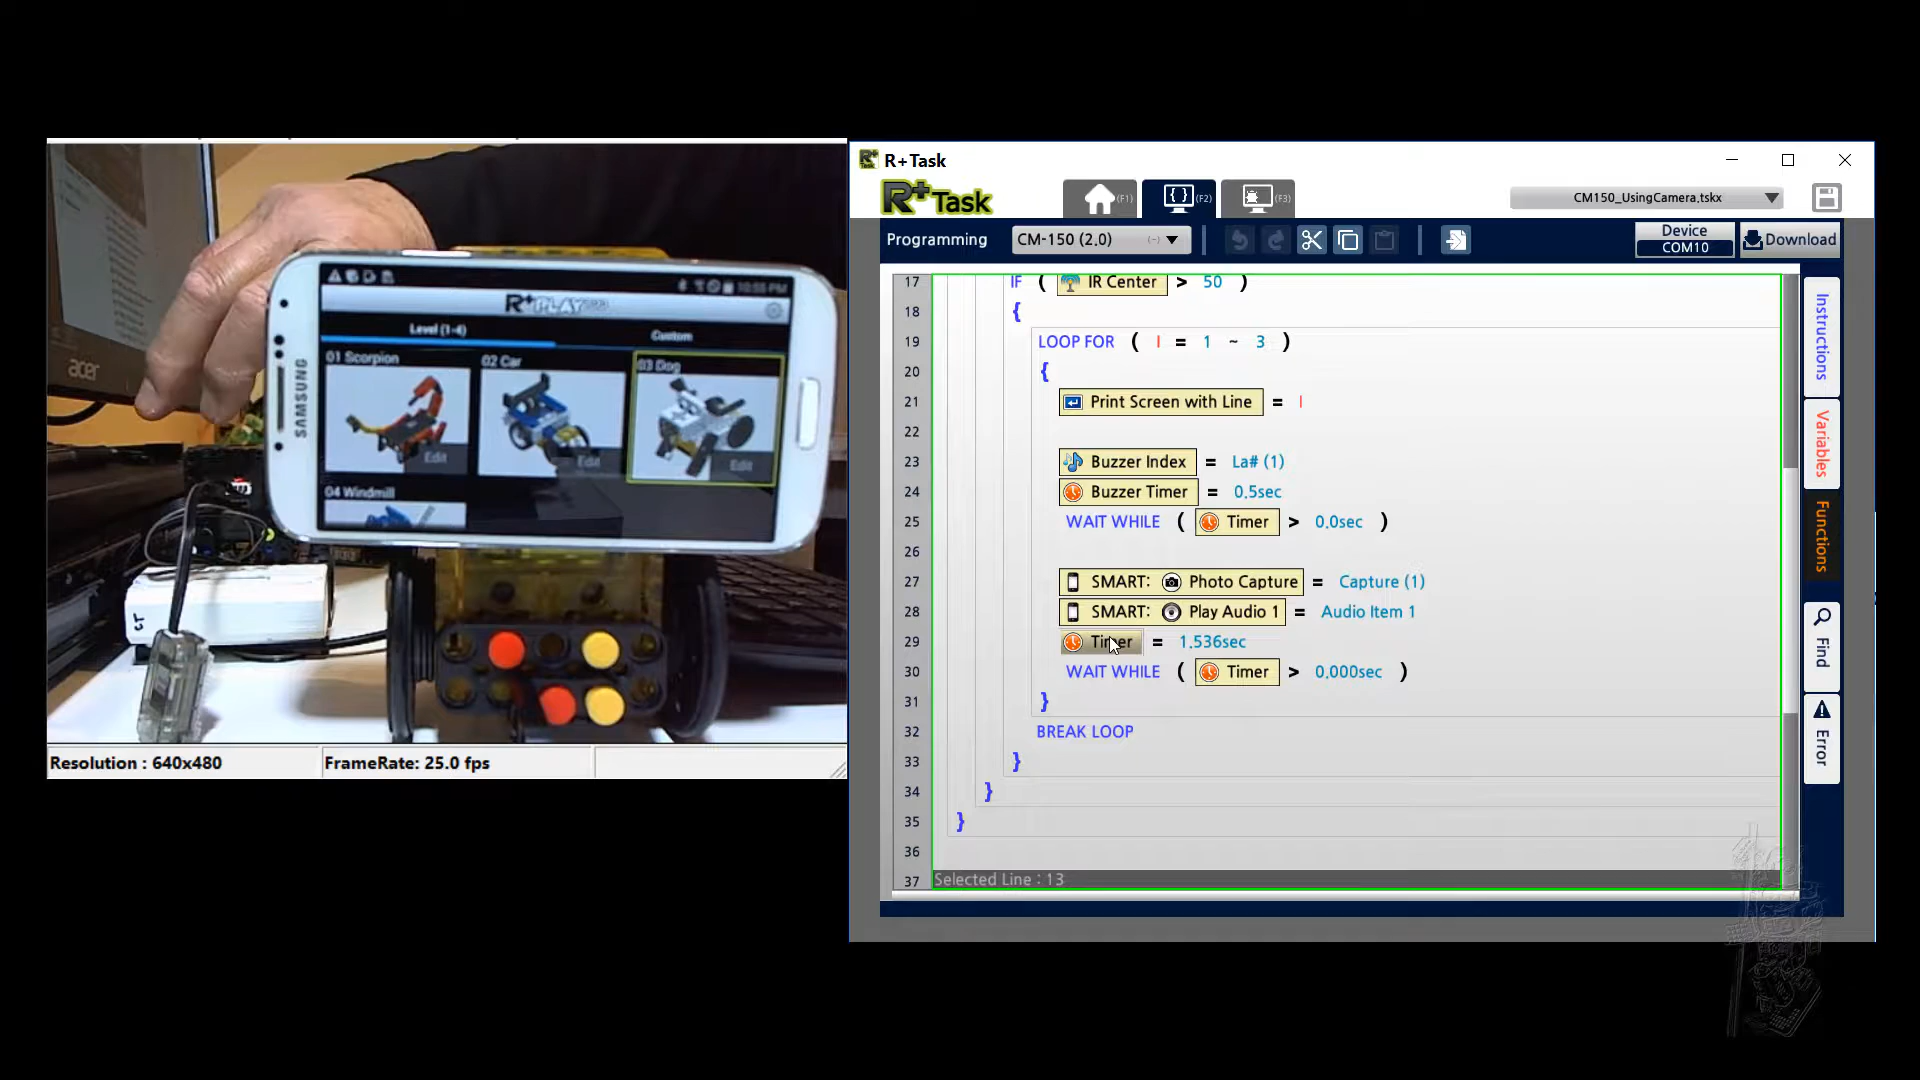 acer
SAMSUNG
R+PLAY700
10:55 PM
Level (1-4)
Custom
01 Scorpion
02 Car
03 Dog
Edit
Edit
Edit
04 Windmill
Resolution : 640x480
FrameRate: 25.0 fps
R+Task
R+Task
(F1)
(F2)
(F3)
CM150_UsingCamera.tskx
Programming
CM-150 (2.0)
(-)
Device
COM10
Download
17 IF ( IR Center > 50 )
18 {
19 LOOP FOR ( I = 1 ~ 3 )
20 {
21 Print Screen with Line = I
22
23 Buzzer Index = La# (1)
24 Buzzer Timer = 0.5sec
25 WAIT WHILE ( Timer > 0.0sec )
26
27 SMART: Photo Capture = Capture (1)
28 SMART: Play Audio 1 = Audio Item 1
29 Timer = 1.536sec
30 WAIT WHILE ( Timer > 0.000sec )
31 }
32 BREAK LOOP
33 }
34 }
35 }
36
37
Selected Line : 13
Instructions
Variables
Functions
Find
Error